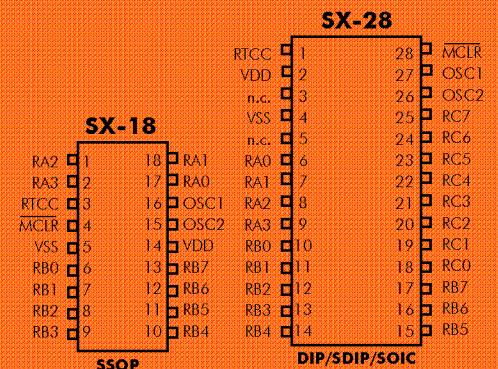 SX-18
RA2 1 18 RA1
RA3 2 17 RA0
RTCC 3 16 OSC1
MCLR 4 15 OSC2
VSS 5 14 VDD
RB0 6 13 RB7
RB1 7 12 RB6
RB2 8 11 RB5
RB3 9 10 RB4
SSOP
SX-28
RTCC 1 28 MCLR
VDD 2 27 OSC1
n.c. 3 26 OSC2
VSS 4 25 RC7
n.c. 5 24 RC6
RA0 6 23 RC5
RA1 7 22 RC4
RA2 8 21 RC3
RA3 9 20 RC2
RB0 10 19 RC1
RB1 11 18 RC0
RB2 12 17 RB7
RB3 13 16 RB6
RB4 14 15 RB5
DIP/SDIP/SOIC